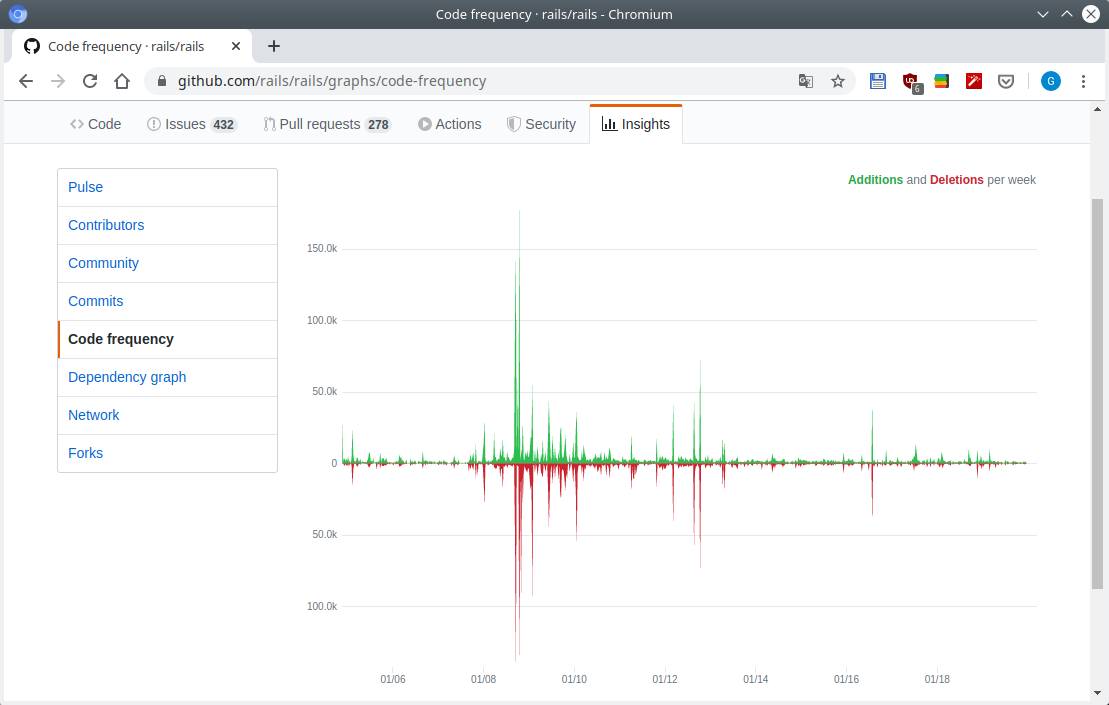 Code frequency · rails/rails - Chromium
Code frequency · rails/rails
github.com/rails/rails/graphs/code-frequency
6
G
Code Issues 432 Pull requests 278 Actions Security Insights
Pulse
Contributors
Community
Commits
Code frequency
Dependency graph
Network
Forks
Additions and Deletions per week
150.0k
100.0k
50.0k
0
50.0k
100.0k
01/06 01/08 01/10 01/12 01/14 01/16 01/18